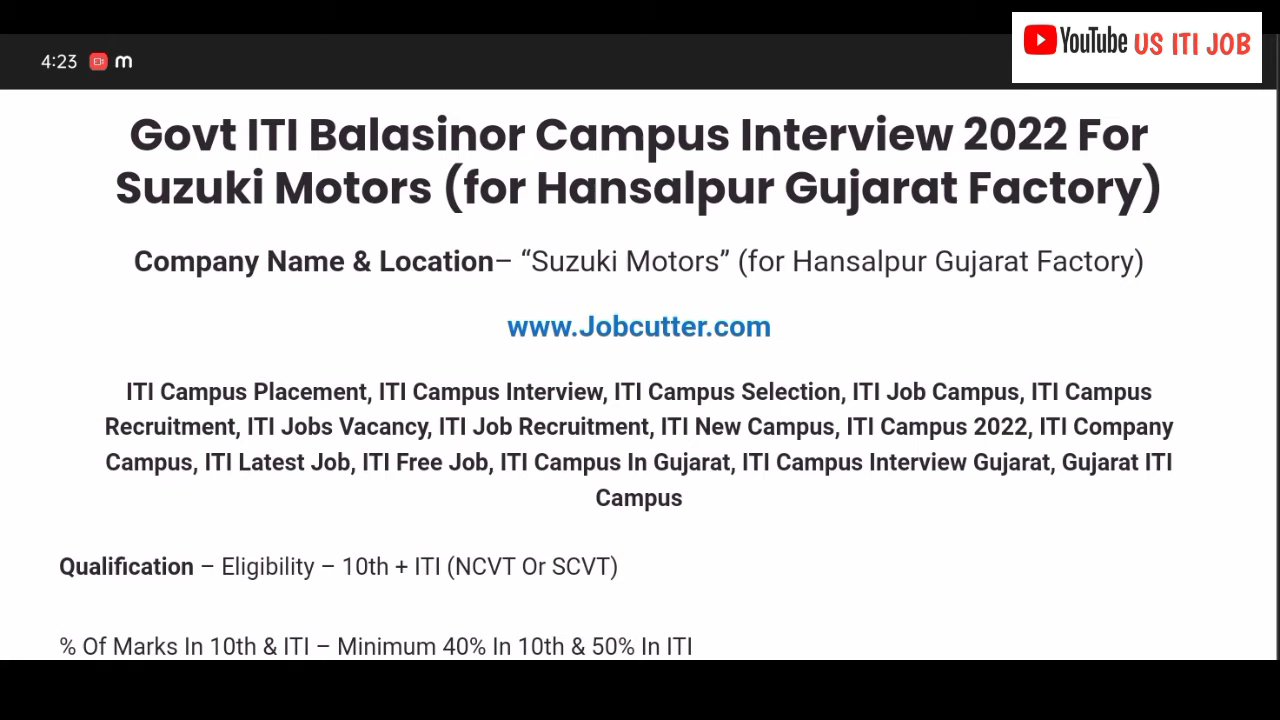 YouTube US ITI JOB
4:23 m
Govt ITI Balasinor Campus Interview 2022 For
Suzuki Motors (for Hansalpur Gujarat Factory)
Company Name & Location– “Suzuki Motors” (for Hansalpur Gujarat Factory)
www.Jobcutter.com
ITI Campus Placement, ITI Campus Interview, ITI Campus Selection, ITI Job Campus, ITI Campus
Recruitment, ITI Jobs Vacancy, ITI Job Recruitment, ITI New Campus, ITI Campus 2022, ITI Company
Campus, ITI Latest Job, ITI Free Job, ITI Campus In Gujarat, ITI Campus Interview Gujarat, Gujarat ITI
Campus
Qualification – Eligibility – 10th + ITI (NCVT Or SCVT)
% Of Marks In 10th & ITI – Minimum 40% In 10th & 50% In ITI